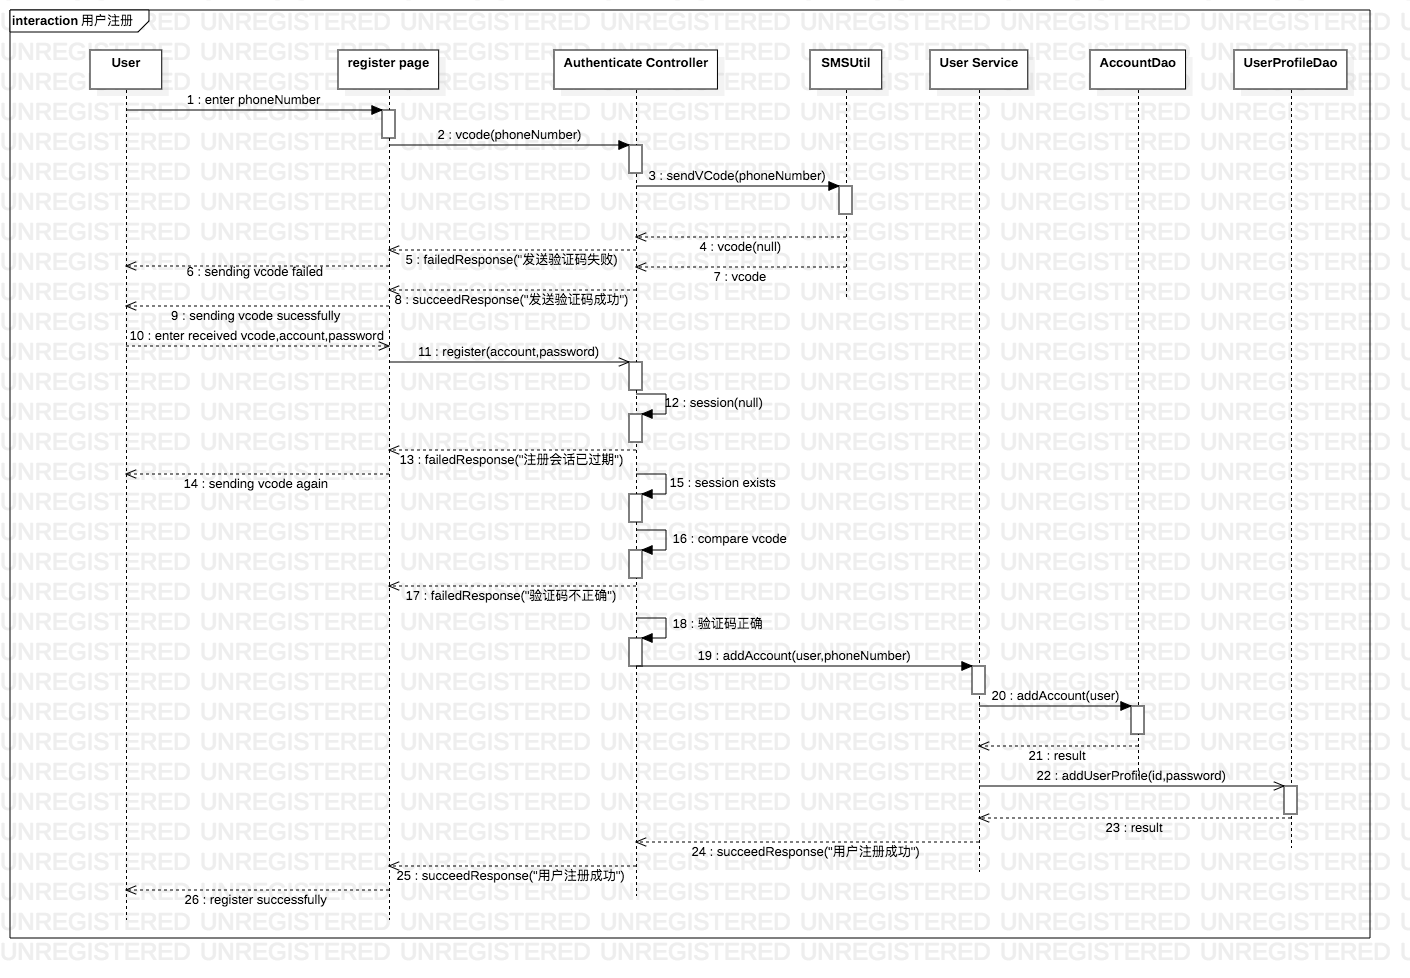 interaction 用户注册
User
register page
Authenticate Controller
SMSUtil
User Service
AccountDao
UserProfileDao
1 : enter phoneNumber
2 : vcode(phoneNumber)
3 : sendVCode(phoneNumber)
4 : vcode(null)
5 : failedResponse("发送验证码失败)
6 : sending vcode failed
7 : vcode
8 : succeedResponse("发送验证码成功")
9 : sending vcode sucessfully
10 : enter received vcode,account,password
11 : register(account,password)
12 : session(null)
13 : failedResponse("注册会话已过期")
14 : sending vcode again
15 : session exists
16 : compare vcode
17 : failedResponse("验证码不正确")
18 : 验证码正确
19 : addAccount(user,phoneNumber)
20 : addAccount(user)
21 : result
22 : addUserProfile(id,password)
23 : result
24 : succeedResponse("用户注册成功")
25 : succeedResponse("用户注册成功")
26 : register successfully
UNREGISTERED